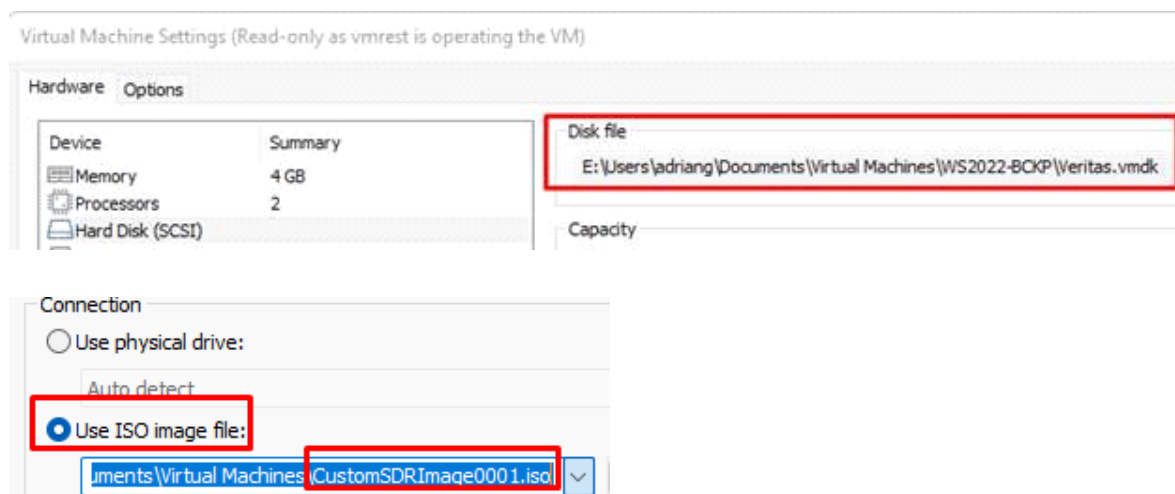 Virtual Machine Settings (Read-only as vmrest is operating the VM)
Hardware Options
Device Summary
Memory 4 GB
Processors 2
Hard Disk (SCSI)
Disk file
E:\Users\adriang\Documents\Virtual Machines\WS2022-BCKP\Veritas.vmdk
Capacity
Connection
Use physical drive:
Auto detect
Use ISO image file:
uments\Virtual Machines\CustomSDRImage0001.iso